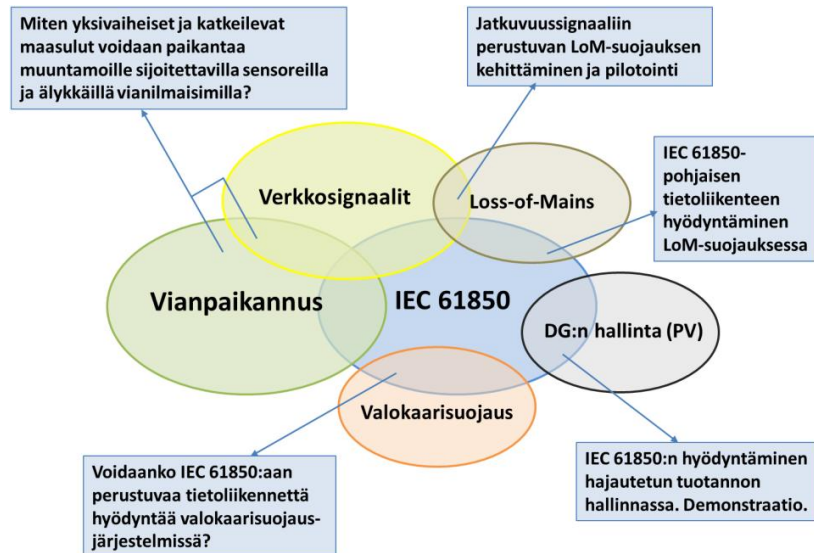 Miten yksivaiheiset ja katkeilevat
maasulut voidaan paikantaa
muuntamoille sijoitettavilla sensoreilla
ja älykkäillä vianilmaisimilla?
Jatkuvuussignaaliin
perustuvan LoM-suojauksen
kehittäminen ja pilotointi
Verkkosignaalit
Loss-of-Mains
IEC 61850-
pohjaisen
tietoliikenteen
hyödyntäminen
LoM-suojauksessa
Vianpaikannus
IEC 61850
DG:n hallinta (PV)
Valokaarisuojaus
Voidaanko IEC 61850:aan
perustuvaa tietoliikennettä
hyödyntää valokaarisuojaus-
järjestelmissä?
IEC 61850:n hyödyntäminen
hajautetun tuotannon
hallinnassa. Demonstraatio.